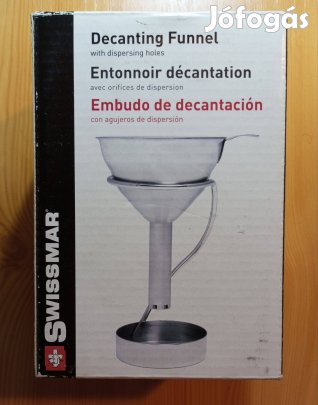 Jófogás
Decanting Funnel
with dispersing holes
Entonnoir décantation
avec orifices de dispersion
Embudo de decantación
con agujeros de dispersión
SWISSMAR